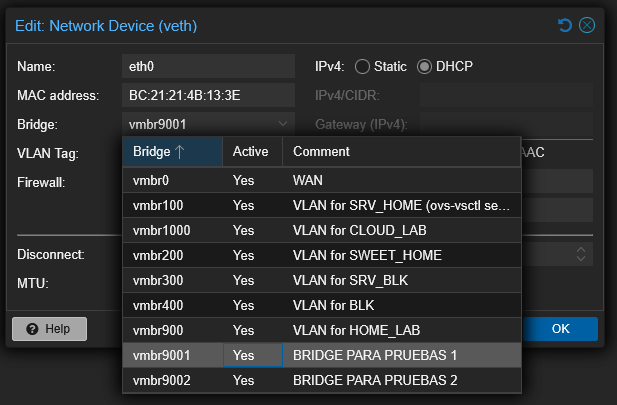 Edit: Network Device (veth)
Name: eth0 IPv4: Static DHCP
MAC address: BC:21:21:4B:13:3E IPv4/CIDR:
Bridge: vmbr9001 Gateway (IPv4):
VLAN Tag: AAC
Firewall:
Disconnect:
MTU:
Bridge Active Comment
vmbr0 Yes WAN
vmbr100 Yes VLAN for SRV_HOME (ovs-vsctl se...
vmbr1000 Yes VLAN for CLOUD_LAB
vmbr200 Yes VLAN for SWEET_HOME
vmbr300 Yes VLAN for SRV_BLK
vmbr400 Yes VLAN for BLK
vmbr900 Yes VLAN for HOME_LAB
vmbr9001 Yes BRIDGE PARA PRUEBAS 1
vmbr9002 Yes BRIDGE PARA PRUEBAS 2
Help OK